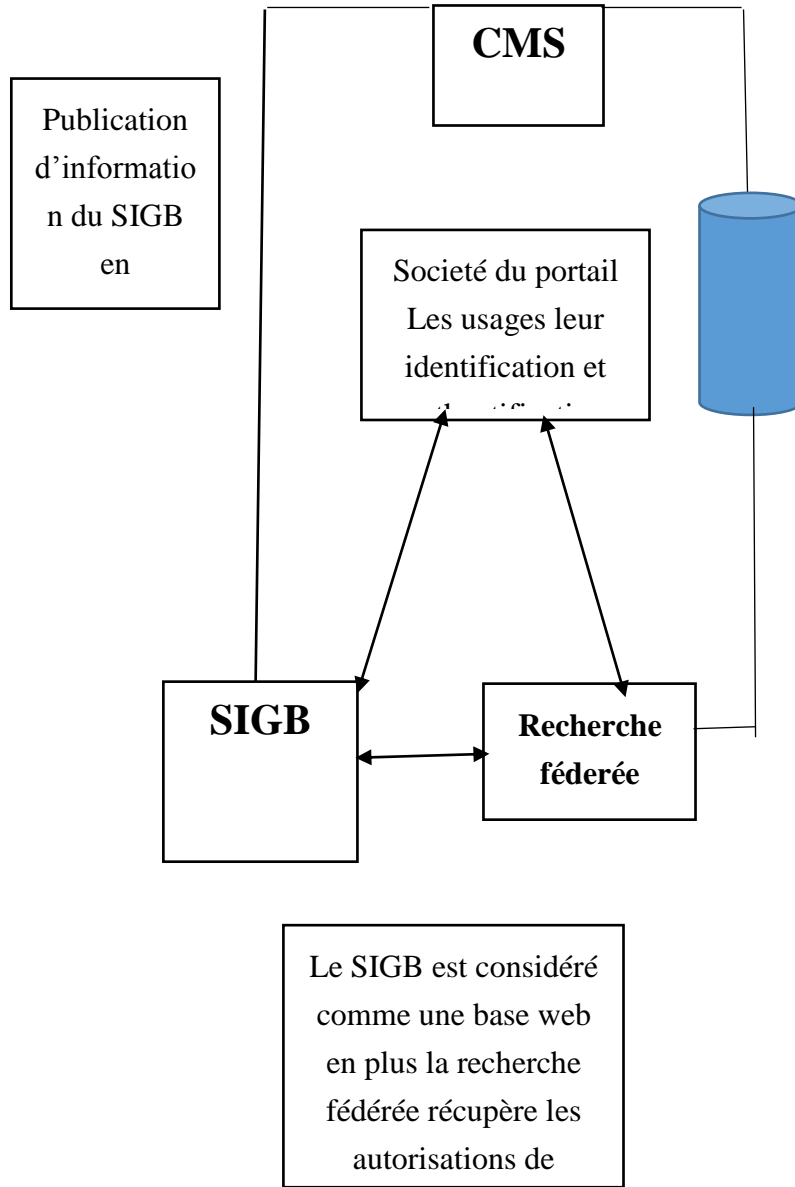 CMS
Publication
d’informatio
n du SIGB
en
Societé du portail
Les usages leur
identification et
SIGB
Recherche
féderée
Le SIGB est considéré
comme une base web
en plus la recherche
fédérée récupère les
autorisations de